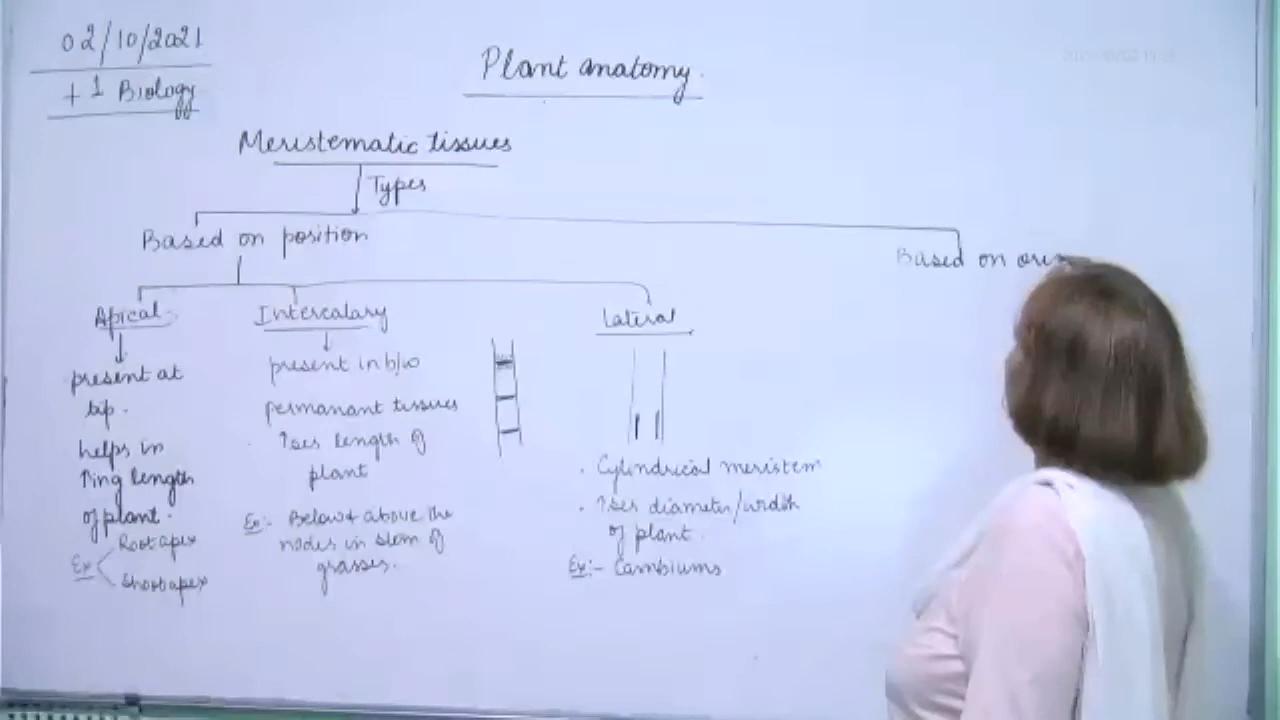 02/10/2021
+1 Biology
Plant anatomy.
Meristematic tissues
Types
Based on position
Based on
Apical
present at
tip.
helps in
↑ing length
of plant.
Ex
Root apex
Shoot apex
Intercalary
present in b/w
permanant tissues
↑ses length of
plant
Ex:- Below & above the
nodes in stem of
grasses.
Lateral
. Cylindrical meristem
. ↑ses diameter/width
of plant.
Ex:- Cambiums